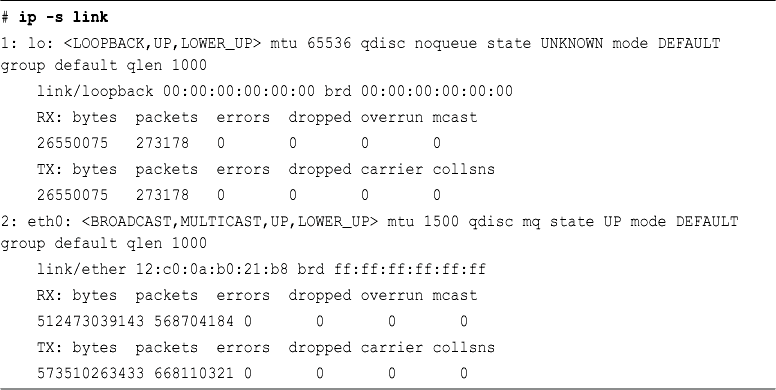 # ip -s link
1: lo: <LOOPBACK,UP,LOWER_UP> mtu 65536 qdisc noqueue state UNKNOWN mode DEFAULT
group default qlen 1000
    link/loopback 00:00:00:00:00:00 brd 00:00:00:00:00:00
    RX: bytes  packets  errors  dropped overrun mcast
    26550075   273178   0       0       0       0
    TX: bytes  packets  errors  dropped carrier collsns
    26550075   273178   0       0       0       0
2: eth0: <BROADCAST,MULTICAST,UP,LOWER_UP> mtu 1500 qdisc mq state UP mode DEFAULT
group default qlen 1000
    link/ether 12:c0:0a:b0:21:b8 brd ff:ff:ff:ff:ff:ff
    RX: bytes  packets  errors  dropped overrun mcast
    512473039143 568704184 0       0       0       0
    TX: bytes  packets  errors  dropped carrier collsns
    573510263433 668110321 0       0       0       0